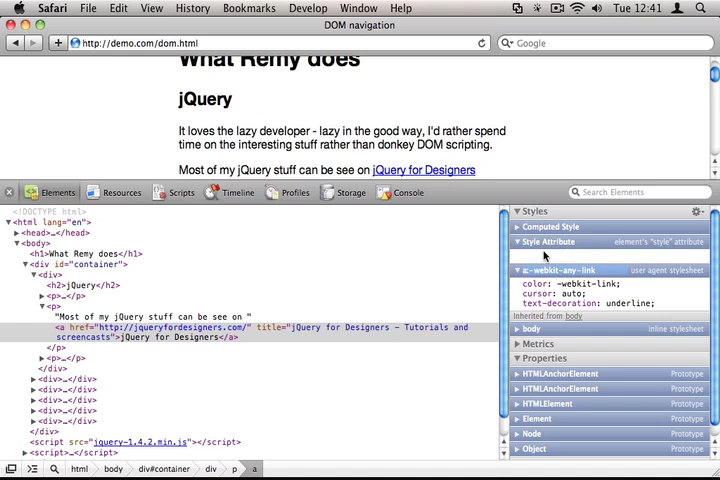 Safari File Edit View History Bookmarks Develop Window Help Tue 12:41
DOM navigation
http://demo.com/dom.html
Google
What Remy does
jQuery
It loves the lazy developer - lazy in the good way, I'd rather spend
time on the interesting stuff rather than donkey DOM scripting.
Most of my jQuery stuff can be see on jQuery for Designers
Elements Resources Scripts Timeline Profiles Storage Console Search Elements
<!DOCTYPE html>
<html lang="en">
<head>…</head>
<body>
<h1>What Remy does</h1>
<div id="container">
<div>
<h2>jQuery</h2>
<p>…</p>
<p>
"Most of my jQuery stuff can be see on "
<a href="http://jqueryfordesigners.com/" title="jQuery for Designers - Tutorials and
screencasts">jQuery for Designers</a>
</p>
<p>…</p>
</div>
<div>…</div>
<div>…</div>
<div>…</div>
<div>…</div>
<div>…</div>
</div>
<script src="jquery-1.4.2.min.js"></script>
<script>…</script>
Styles
Computed Style
Style Attribute element's "style" attribute
a:-webkit-any-link user agent stylesheet
color: -webkit-link;
cursor: auto;
text-decoration: underline;
Inherited from body
body inline stylesheet
Metrics
Properties
HTMLAnchorElement Prototype
HTMLAnchorElement Prototype
HTMLElement Prototype
Element Prototype
Node Prototype
Object Prototype
html body div#container div p a